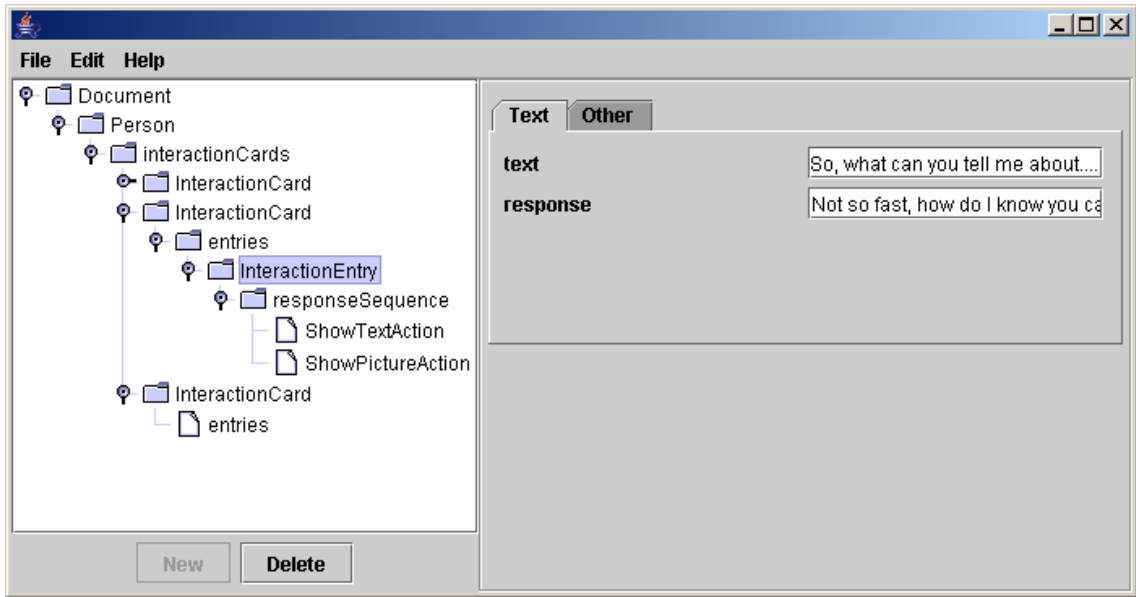 File Edit Help
Document
Person
interactionCards
InteractionCard
InteractionCard
entries
InteractionEntry
responseSequence
ShowTextAction
ShowPictureAction
InteractionCard
entries
New Delete
Text Other
text So, what can you tell me about....
response Not so fast, how do I know you ca